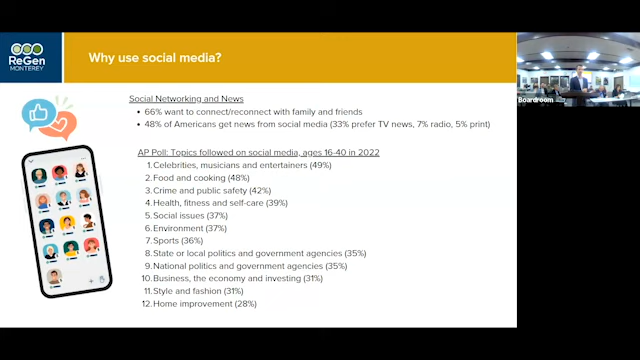 ReGen
MONTEREY
Why use social media?
Social Networking and News
• 66% want to connect/reconnect with family and friends
• 48% of Americans get news from social media (33% prefer TV news, 7% radio, 5% print)
AP Poll: Topics followed on social media, ages 16-40 in 2022
1. Celebrities, musicians and entertainers (49%)
2. Food and cooking (48%)
3. Crime and public safety (42%)
4. Health, fitness and self-care (39%)
5. Social issues (37%)
6. Environment (37%)
7. Sports (36%)
8. State or local politics and government agencies (35%)
9. National politics and government agencies (35%)
10. Business, the economy and investing (31%)
11. Style and fashion (31%)
12. Home improvement (28%)
Boardroom